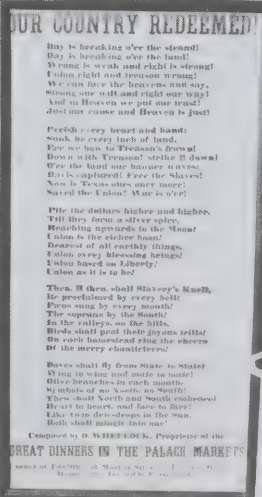 OUR COUNTRY REDEEMED!
Day is breaking o'er the strand!
Day is breaking o'er the land!
Wrong is weak and right is strong!
Union right and treason wrong!
We can face the heavens and say,
Strong our will and right our way!
And in Heaven we put our trust!
Just our cause and Heaven is just!
Perish every heart and hand:
Sunk be every inch of land,
Ere we bow to Treason's frown!
Down with Treason! strike it down!
O'er the land our banner waves!
Davis captured! Free the Slaves!
Now is Texas ours once more!
Saved the Union! War is o'er!
Pile the dollars higher and higher,
Till they form a silver spire,
Reaching upwards to the Moon!
Union is the richer boon!
Dearest of all earthly things,
Union every blessing brings!
Union based on Liberty!
Union as it is to be!
Then, O then, shall Slavery's Knell,
Be proclaimed by every bell!
Pæans sung by every mouth!
The soprano by the South!
In the valleys, on the hills,
Birds shall peal their joyous trills!
On each homestead ring the cheers
Of the merry chanticleers!
Doves shall fly from State to State!
Wing to wing and mate to mate!
Olive branches in each mouth,
Symbols of no North, no South!
Then shall North and South embrace!
Heart to heart, and face to face!
Like twin dew-drops in the Sun,
Both shall mingle into one!
Composed by Proprietor of the
GREAT DINNERS IN THE PALACE MARKETS